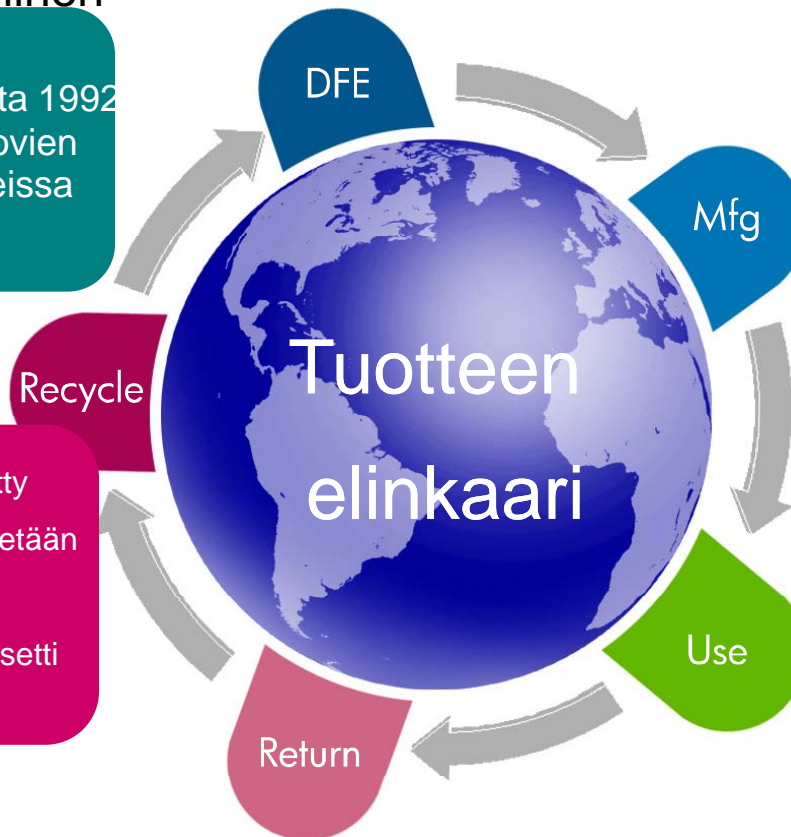 ta 1992
ovien
eissa
DFE
Mfg
Recycle
Tuotteen
elinkaari
tty
etään
setti
Use
Return